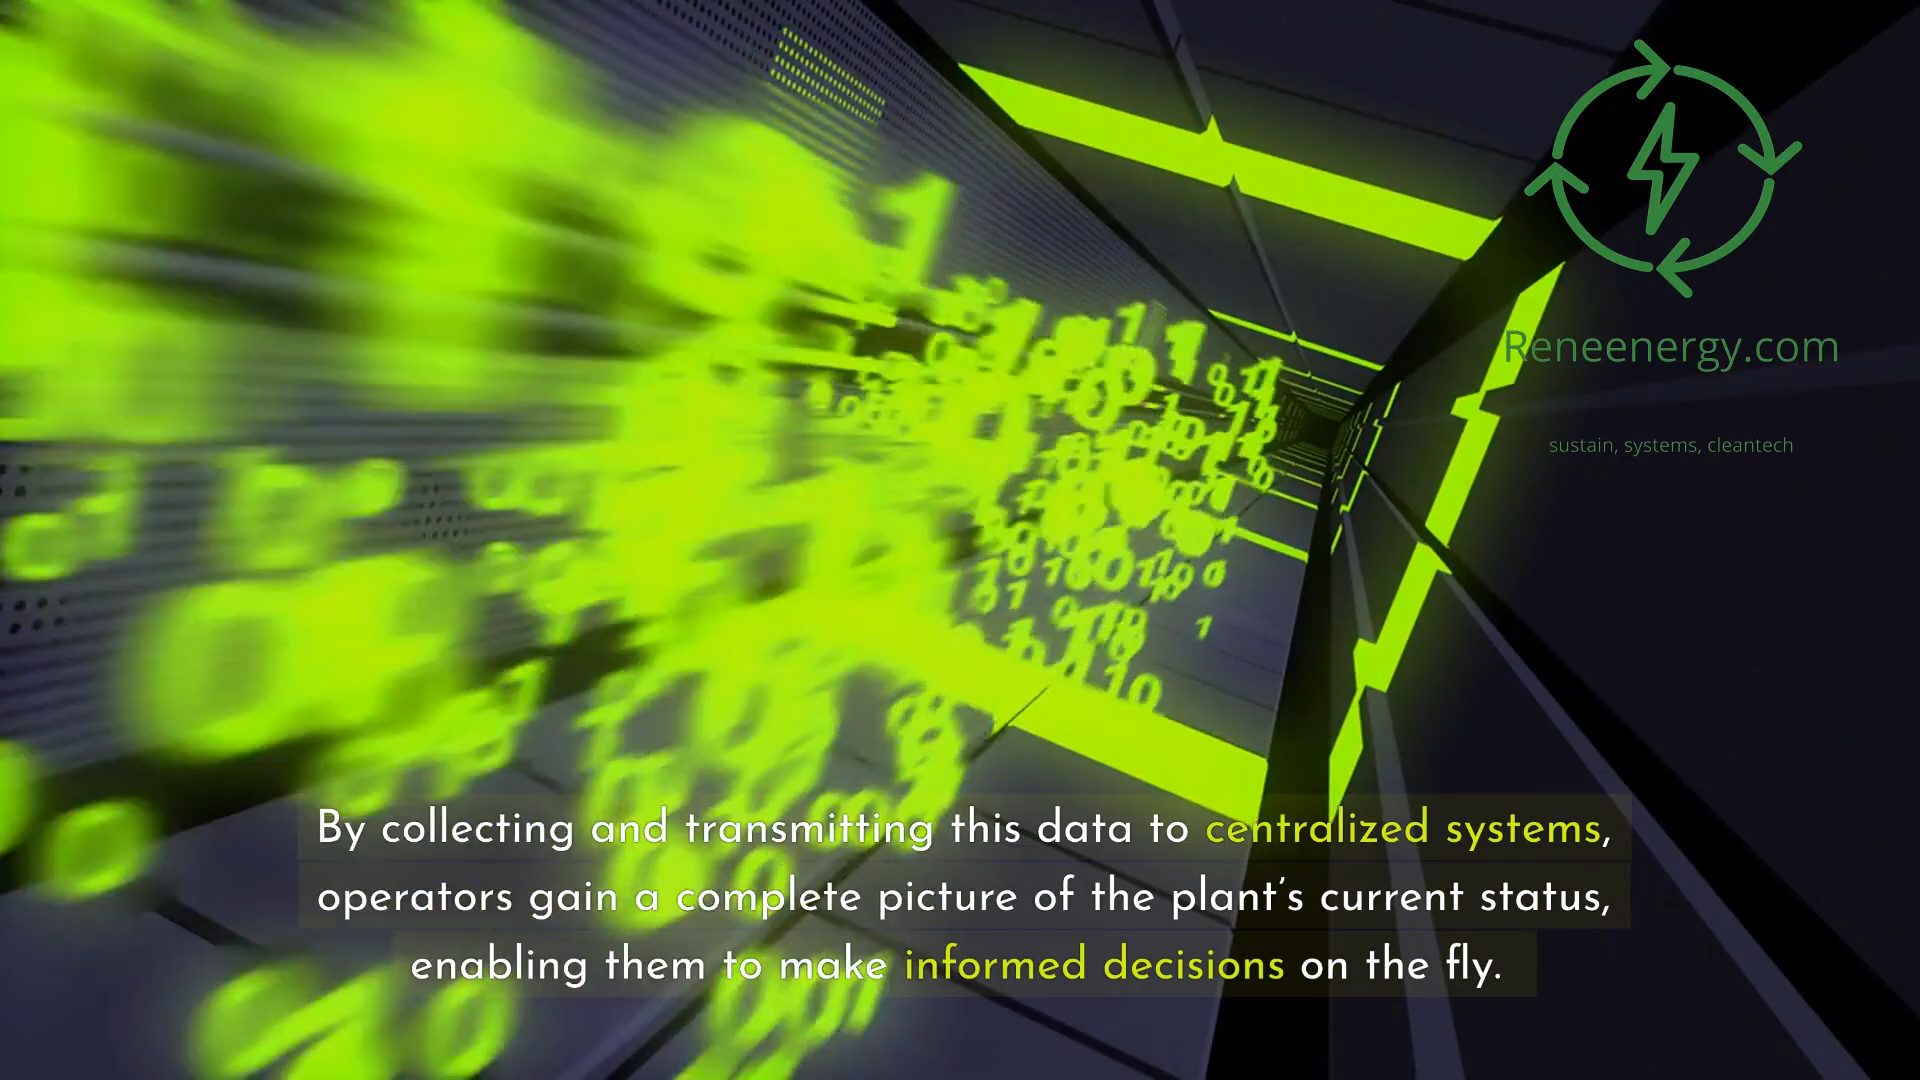 Reneenergy.com
sustain, systems, cleantech
By collecting and transmitting this data to centralized systems,
operators gain a complete picture of the plant’s current status,
enabling them to make informed decisions on the fly.